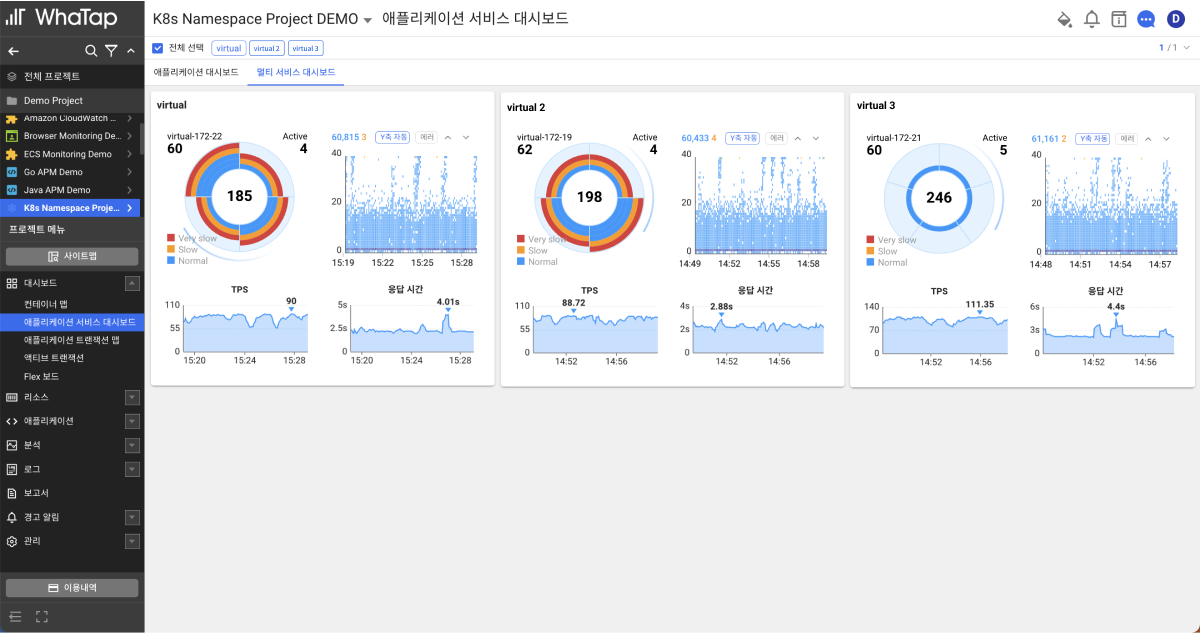 WhaTap
K8s Namespace Project DEMO 애플리케이션 서비스 대시보드
D
전체 선택 virtual virtual 2 virtual 3
1 / 1
애플리케이션 대시보드 멀티 서비스 대시보드
전체 프로젝트
Demo Project
Amazon CloudWatch ...
Browser Monitoring De...
ECS Monitoring Demo
Go APM Demo
Java APM Demo
K8s Namespace Proje...
프로젝트 메뉴
사이트맵
대시보드
컨테이너 맵
애플리케이션 서비스 대시보드
애플리케이션 트랜잭션 맵
액티브 트랜잭션
Flex 보드
리소스
애플리케이션
분석
로그
보고서
경고 알림
관리
이용내역
virtual
virtual-172-22 Active
60 4
185
Very slow
Slow
Normal
60,815 3 Y축 자동 에러
40
20
0
15:19 15:22 15:25 15:28
TPS
110
55
0
90
15:20 15:24 15:28
응답 시간
5s
2.5s
0
4.01s
15:20 15:24 15:28
virtual 2
virtual-172-19 Active
62 4
198
Very slow
Slow
Normal
60,433 4 Y축 자동 에러
40
20
0
14:49 14:52 14:55 14:58
TPS
110
55
0
88.72
14:52 14:56
응답 시간
4s
2s
0
2.88s
14:52 14:56
virtual 3
virtual-172-21 Active
60 5
246
Very slow
Slow
Normal
61,161 2 Y축 자동 에러
40
20
0
14:48 14:51 14:54 14:57
TPS
140
70
0
111.35
14:52 14:56
응답 시간
6s
3s
0
4.4s
14:52 14:56